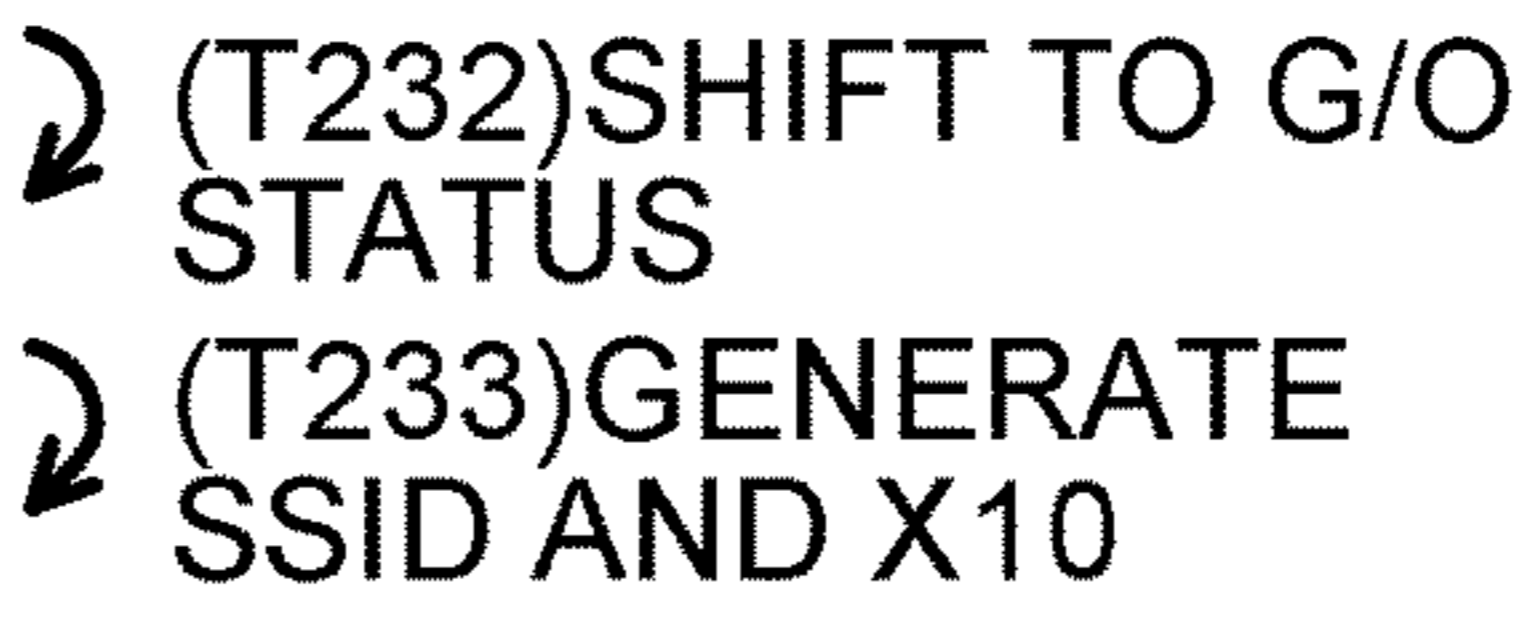 (T232)SHIFT TO G/O
STATUS
(T233)GENERATE
SSID AND X10